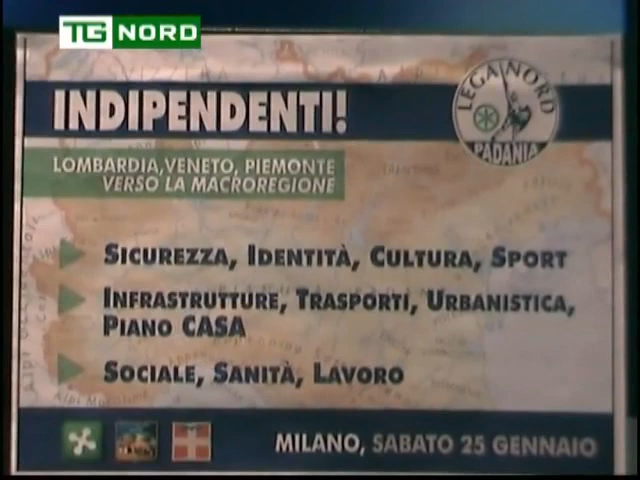 TG NORD
INDIPENDENTI!
LEGA NORD
PADANIA
LOMBARDIA, VENETO, PIEMONTE
VERSO LA MACROREGIONE
SICUREZZA, IDENTITÀ, CULTURA, SPORT
INFRASTRUTTURE, TRASPORTI, URBANISTICA,
PIANO CASA
SOCIALE, SANITÀ, LAVORO
MILANO, SABATO 25 GENNAIO